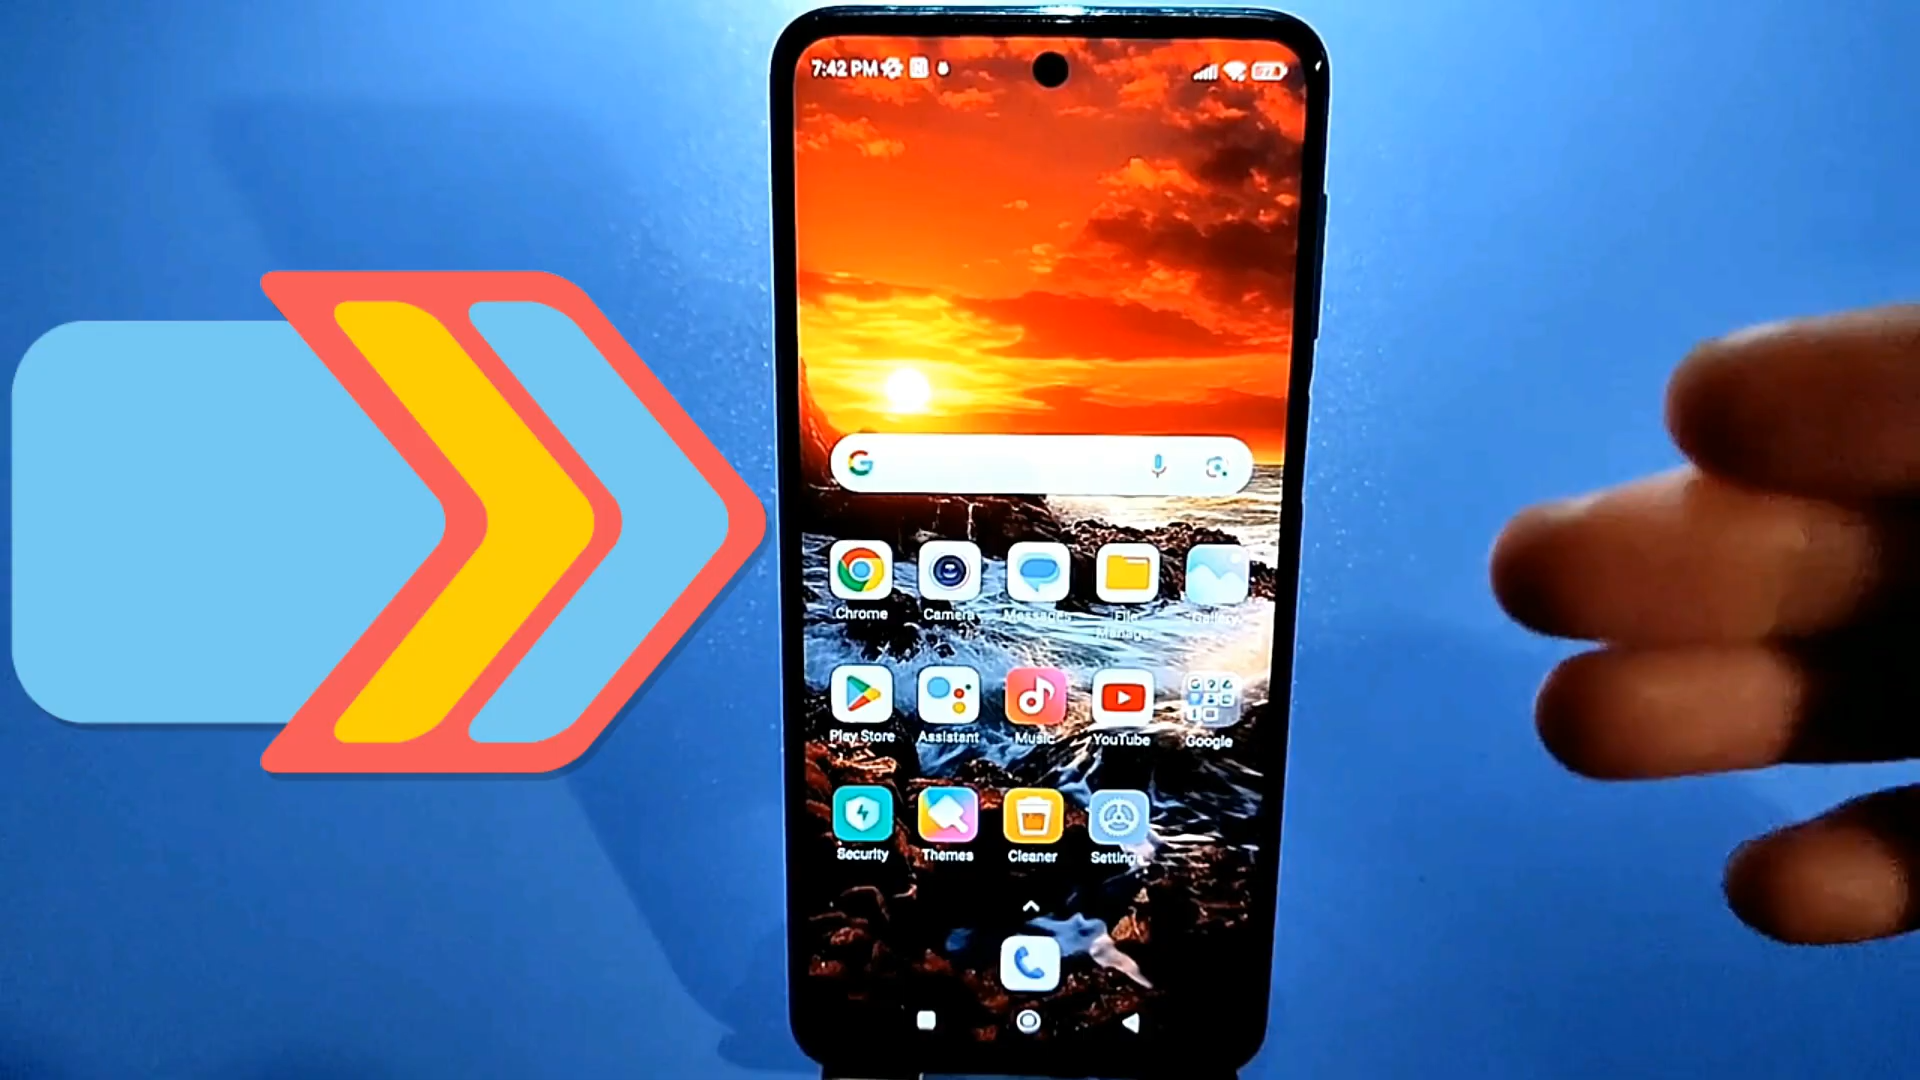 7:42 PM
77
G
Chrome Camera Messages File Manager Gallery
Play Store Assistant Music YouTube Google
Security Themes Cleaner Settings